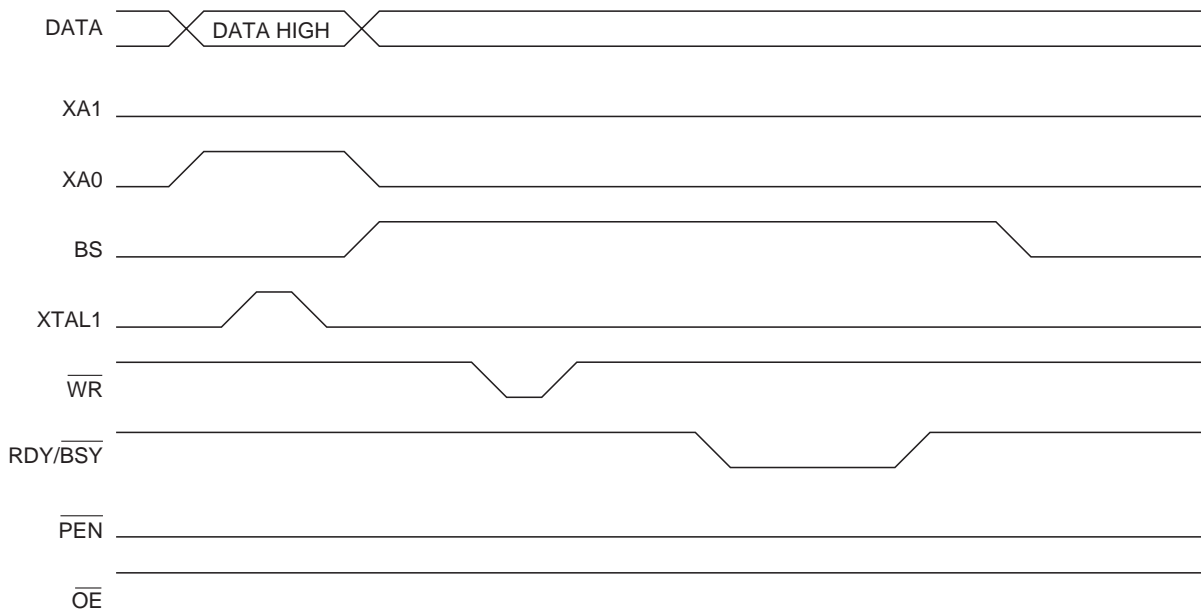 DATA
DATA HIGH
XA1
XA0
BS
XTAL1
WR
RDY/BSY
PEN
OE